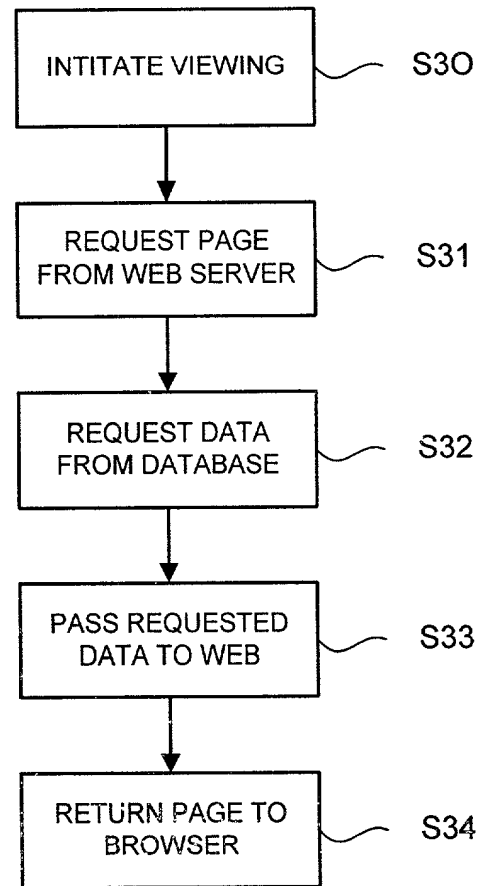 INTITATE VIEWING S30
REQUEST PAGE
FROM WEB SERVER S31
REQUEST DATA
FROM DATABASE S32
PASS REQUESTED
DATA TO WEB S33
RETURN PAGE TO
BROWSER S34